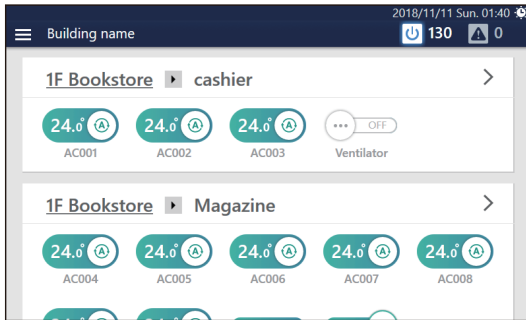 2018/11/11 Sun. 01:40
Building name 130 0
1F Bookstore cashier
24.0° A 24.0° A 24.0° A OFF
AC001 AC002 AC003 Ventilator
1F Bookstore Magazine
24.0° A 24.0° A 24.0° A 24.0° A 24.0° A
AC004 AC005 AC006 AC007 AC008